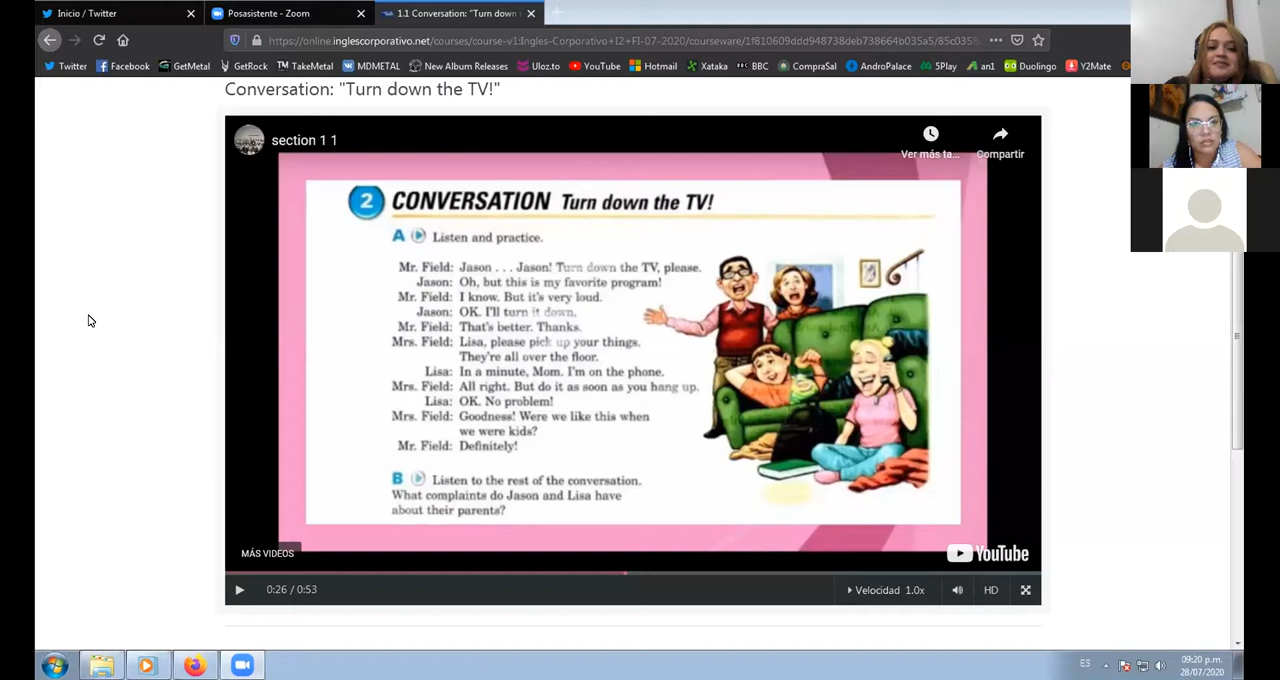 Inicio / Twitter
Posasistente - Zoom
1.1 Conversation: "Turn down
https://online.inglescorporativo.net/courses/course-v1:Ingles-Corporativo+I2+FI-07-2020/courseware/1f810609ddd948738deb738664b035a5/85c035
Twitter Facebook GetMetal GetRock TakeMetal MDMETAL New Album Releases Uloz.to YouTube Hotmail Xataka BBC CompraSal AndroPlace 5Play an1 Duolingo Y2Mate
Conversation: "Turn down the TV!"
section 1 1
Ver más ta...
Compartir
2 CONVERSATION Turn down the TV!
A Listen and practice.
Mr. Field: Jason . . . Jason! Turn down the TV, please.
Jason: Oh, but this is my favorite program!
Mr. Field: I know. But it's very loud.
Jason: OK. I'll turn it down.
Mr. Field: That's better. Thanks.
Mrs. Field: Lisa, please pick up your things.
They're all over the floor.
Lisa: In a minute, Mom. I'm on the phone.
Mrs. Field: All right. But do it as soon as you hang up.
Lisa: OK. No problem!
Mrs. Field: Goodness! Were we like this when
we were kids?
Mr. Field: Definitely!
B Listen to the rest of the conversation.
What complaints do Jason and Lisa have
about their parents?
MÁS VIDEOS
YouTube
0:26 / 0:53
Velocidad 1.0x
HD
ES
09:20 p.m.
28/07/2020